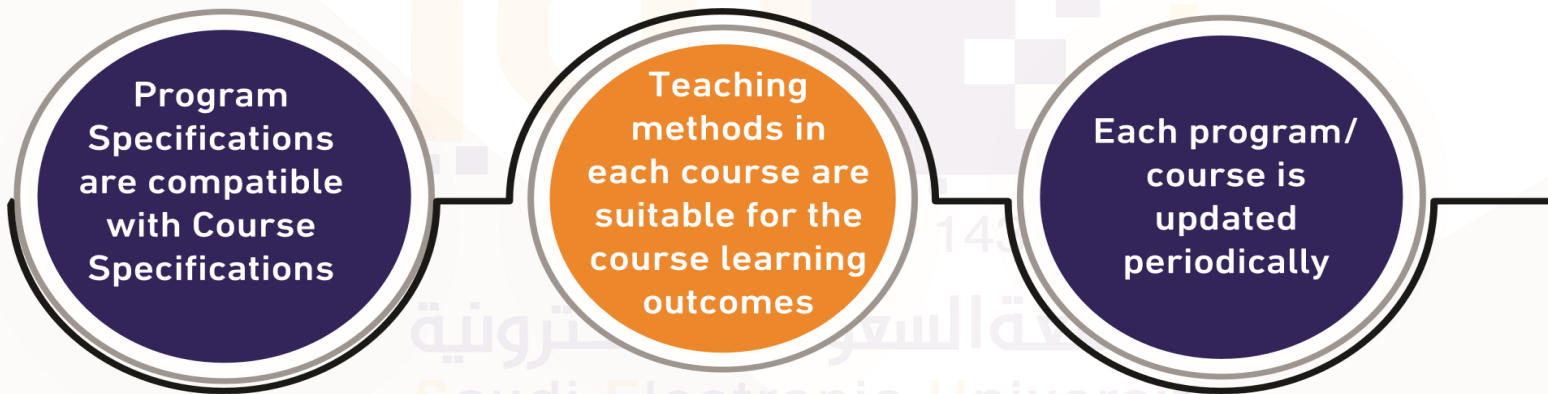 Program
Specifications
are compatible
with Course
Specifications
Teaching
methods in
each course are
suitable for the
course learning
outcomes
Each program/
course is
updated
periodically